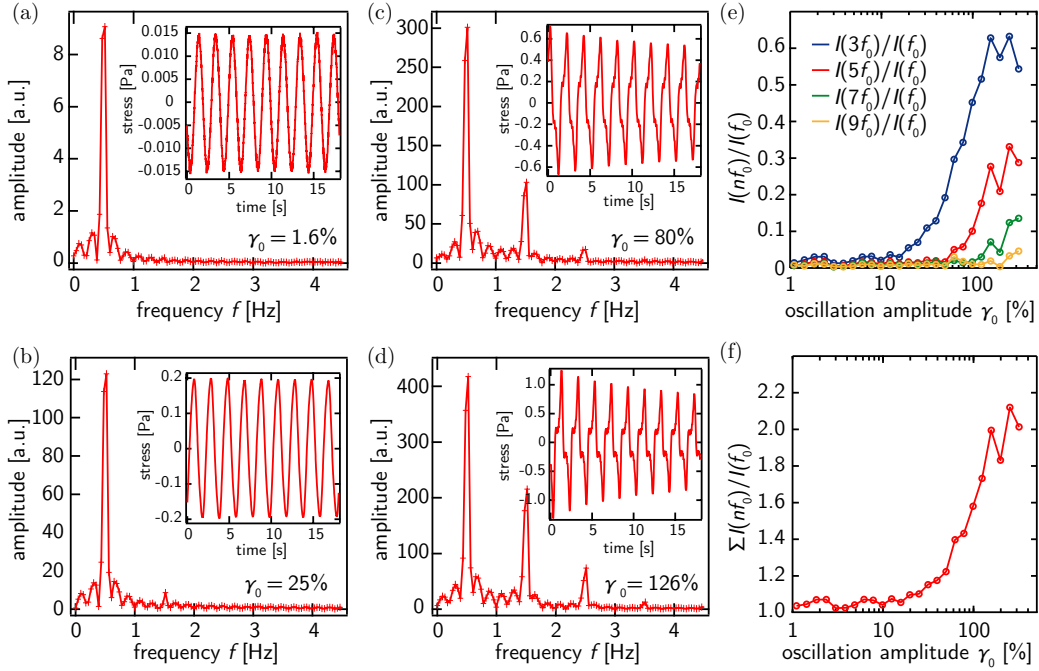 (a)
amplitude [a.u.]
8
6
4
2
0
0 1 2 3 4
frequency f [Hz]
γ0 = 1.6%
stress [Pa]
0.015
0.010
0.005
0
-0.005
-0.010
-0.015
0 5 10 15
time [s]
(c)
amplitude [a.u.]
300
250
200
150
100
50
0
0 1 2 3 4
frequency f [Hz]
γ0 = 80%
stress [Pa]
0.6
0.4
0.2
0
-0.2
-0.4
-0.6
0 5 10 15
time [s]
(e)
I(nf0)/I(f0)
0.6
0.5
0.4
0.3
0.2
0.1
0.0
I(3f0)/I(f0)
I(5f0)/I(f0)
I(7f0)/I(f0)
I(9f0)/I(f0)
1 10 100
oscillation amplitude γ0 [%]
(b)
amplitude [a.u.]
120
100
80
60
40
20
0
0 1 2 3 4
frequency f [Hz]
γ0 = 25%
stress [Pa]
0.2
0.1
0
-0.1
-0.2
0 5 10 15
time [s]
(d)
amplitude [a.u.]
400
300
200
100
0
0 1 2 3 4
frequency f [Hz]
γ0 = 126%
stress [Pa]
1.0
0.5
0
-0.5
-1.0
0 5 10 15
time [s]
(f)
Σ I(nf0)/I(f0)
2.2
2.0
1.8
1.6
1.4
1.2
1.0
1 10 100
oscillation amplitude γ0 [%]